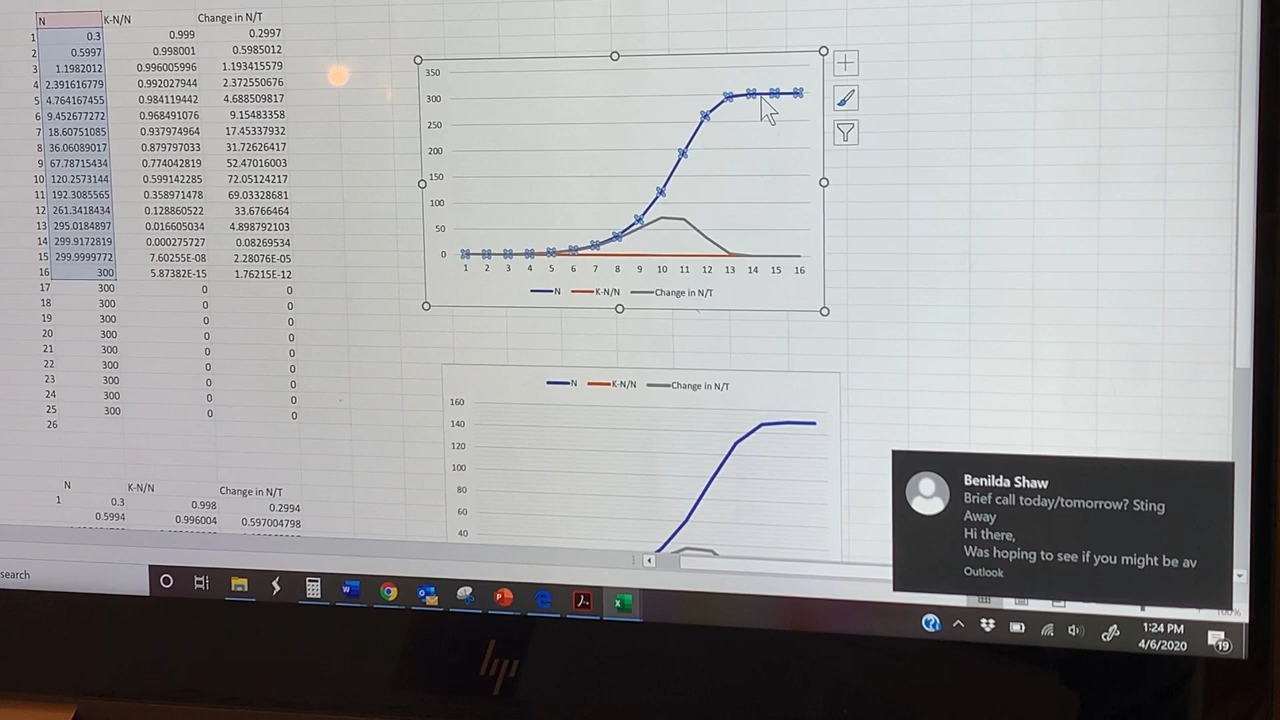 N K-N/N Change in N/T
1 0.3 0.999 0.2997
2 0.5997 0.998001 0.5985012
3 1.1982012 0.996005996 1.193415579
4 2.391616779 0.992027944 2.372550676
5 4.764167455 0.984119442 4.688509817
6 9.452677272 0.968491076 9.15483358
7 18.60751085 0.937974964 17.45337932
8 36.06089017 0.879797033 31.72626417
9 67.78715434 0.774042819 52.47016003
10 120.2573144 0.599142285 72.05124217
11 192.3085565 0.358971478 69.03328681
12 261.3418434 0.128860522 33.6766464
13 295.0184897 0.016605034 4.898792103
14 299.9172819 0.000275727 0.08269534
15 299.9999772 7.60255E-08 2.28076E-05
16 300 5.87382E-15 1.76215E-12
17 300 0 0
18 300 0 0
19 300 0 0
20 300 0 0
21 300 0 0
22 300 0 0
23 300 0 0
24 300 0 0
25 300 0 0
26
350
300
250
200
150
100
50
0
1 2 3 4 5 6 7 8 9 10 11 12 13 14 15 16
N K-N/N Change in N/T
N K-N/N Change in N/T
160
140
120
100
80
60
40
N K-N/N Change in N/T
1 0.3 0.998 0.2994
0.5994 0.996004 0.597004798
Benilda Shaw
Brief call today/tomorrow? Sting
Away
Hi there,
Was hoping to see if you might be av
Outlook
100%
search
1:24 PM
4/6/2020
19
hp